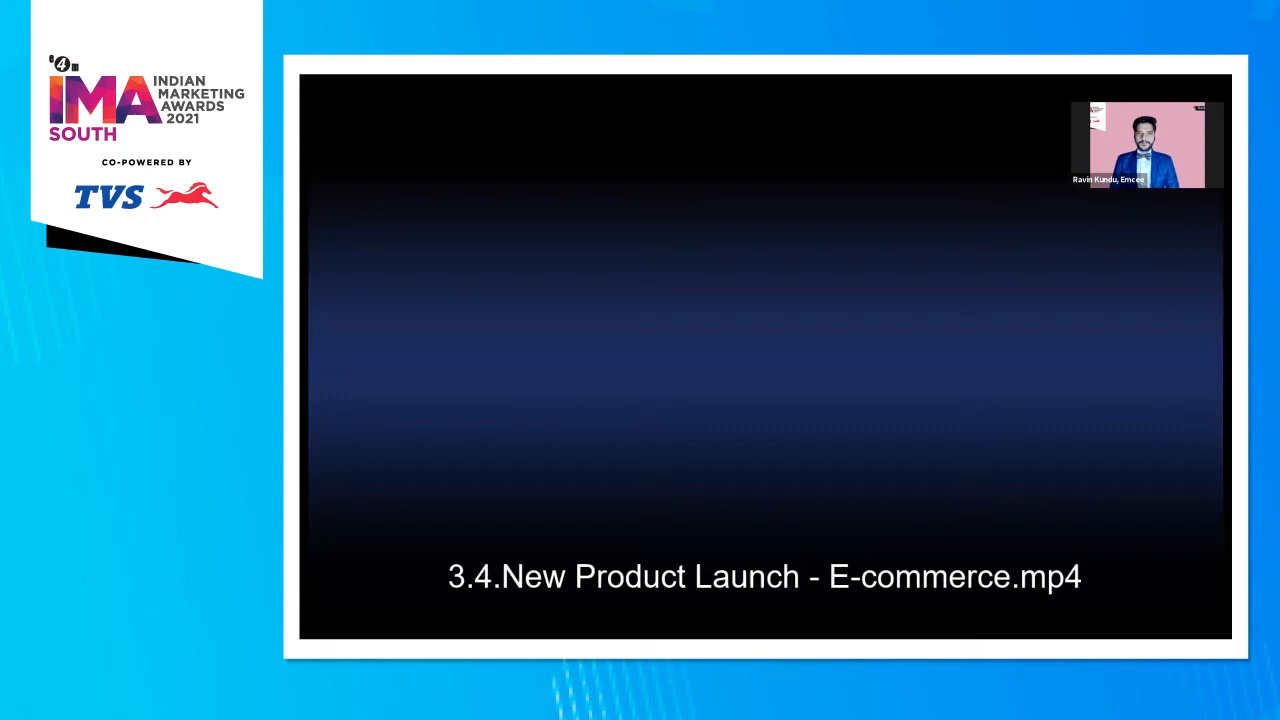 e4m
IMA
INDIAN
MARKETING
AWARDS
2021
SOUTH
CO-POWERED BY
TVS
Ravin Kundu, Emcee
3.4.New Product Launch - E-commerce.mp4